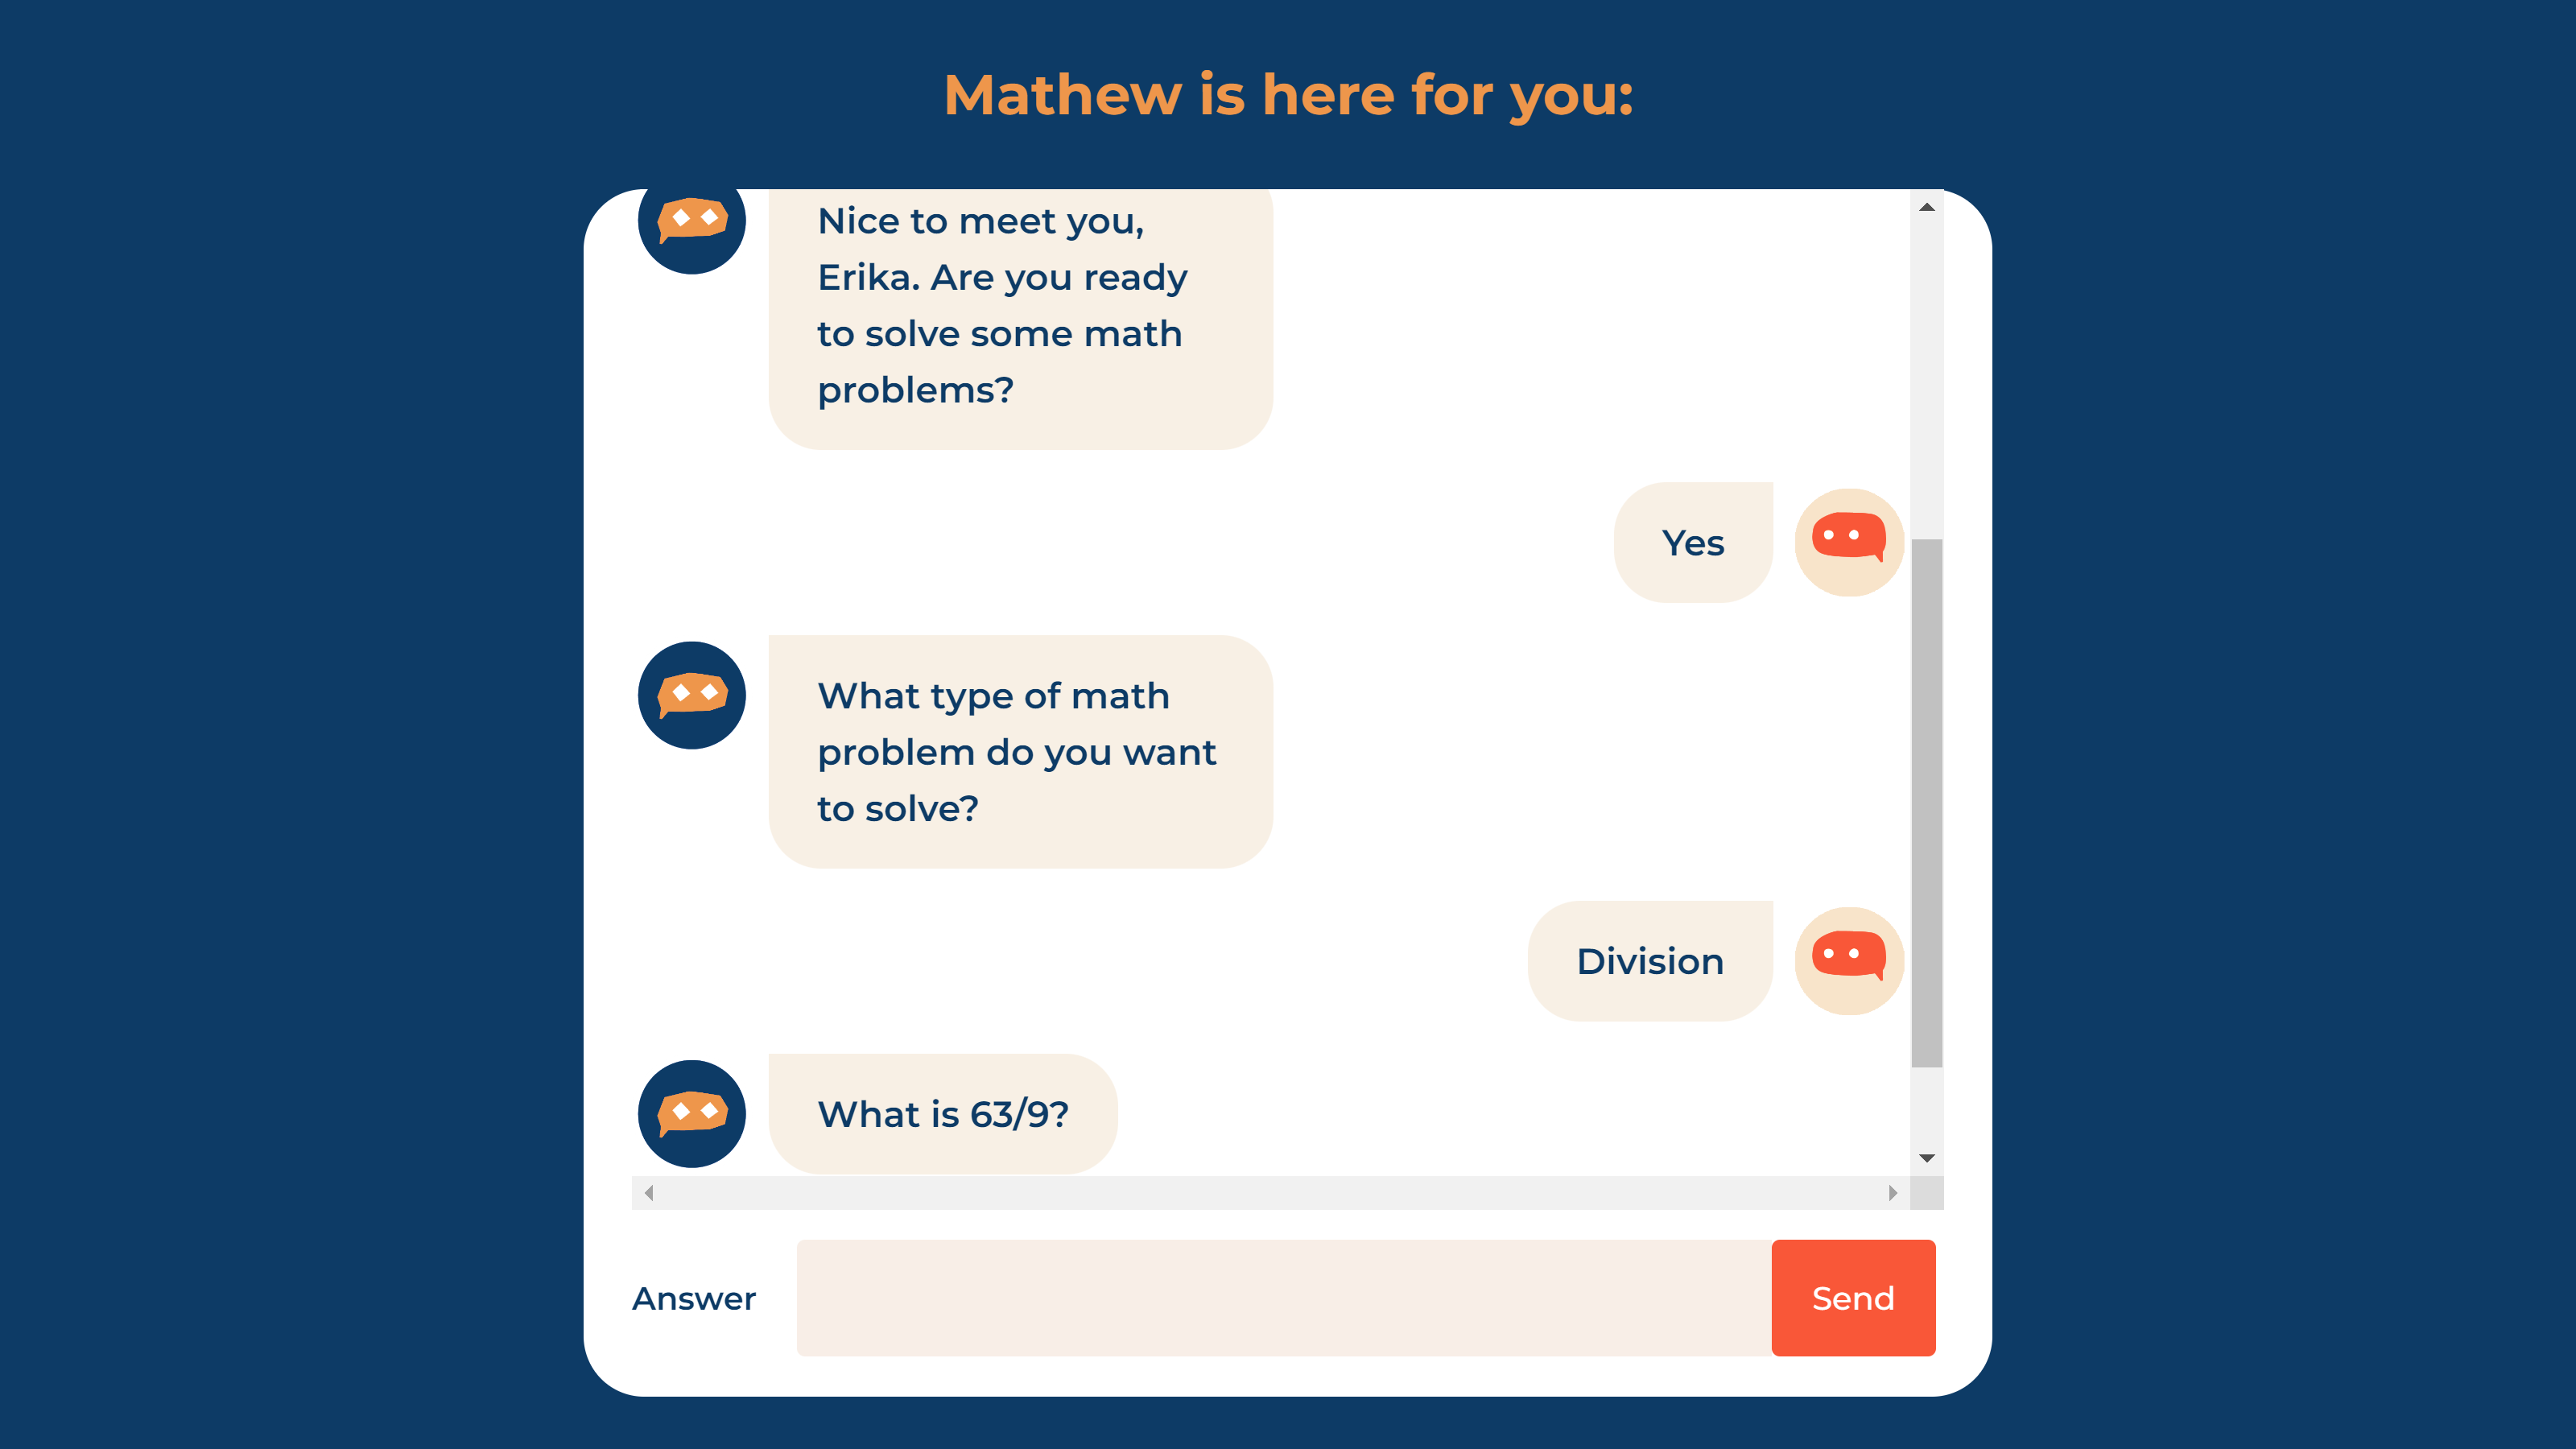 Mathew is here for you:
Nice to meet you,
Erika. Are you ready
to solve some math
problems?
Yes
What type of math
problem do you want
to solve?
Division
What is 63/9?
Answer
Send